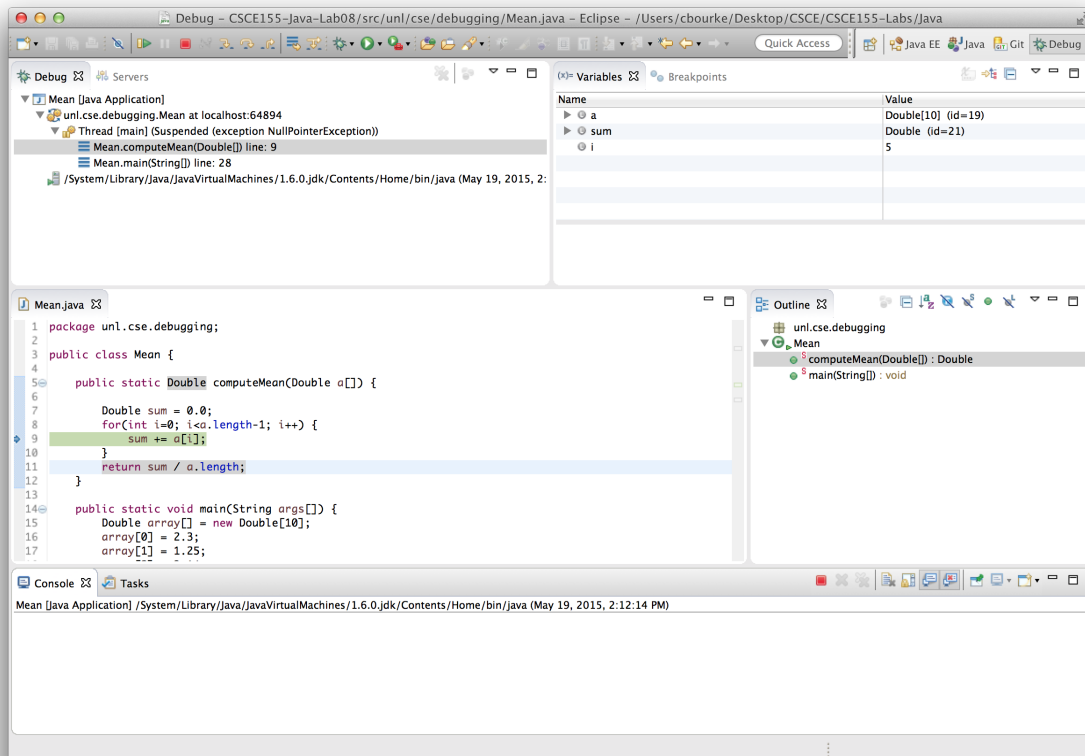 Debug - CSCE155-Java-Lab08/src/unl/cse/debugging/Mean.java - Eclipse - /Users/cbourke/Desktop/CSCE/CSCE155-Labs/Java
Quick Access
Java EE
Java
Git
Debug
Debug
Servers
Mean [Java Application]
unl.cse.debugging.Mean at localhost:64894
Thread [main] (Suspended (exception NullPointerException))
Mean.computeMean(Double[]) line: 9
Mean.main(String[]) line: 28
/System/Library/Java/JavaVirtualMachines/1.6.0.jdk/Contents/Home/bin/java (May 19, 2015, 2:
(x)= Variables
Breakpoints
Name Value
a Double[10] (id=19)
sum Double (id=21)
i 5
Mean.java
1 package unl.cse.debugging;
2
3 public class Mean {
4
5 public static Double computeMean(Double a[]) {
6
7 Double sum = 0.0;
8 for(int i=0; i<a.length-1; i++) {
9 sum += a[i];
10 }
11 return sum / a.length;
12 }
13
14 public static void main(String args[]) {
15 Double array[] = new Double[10];
16 array[0] = 2.3;
17 array[1] = 1.25;
Outline
unl.cse.debugging
Mean
computeMean(Double[]) : Double
main(String[]) : void
Console
Tasks
Mean [Java Application] /System/Library/Java/JavaVirtualMachines/1.6.0.jdk/Contents/Home/bin/java (May 19, 2015, 2:12:14 PM)